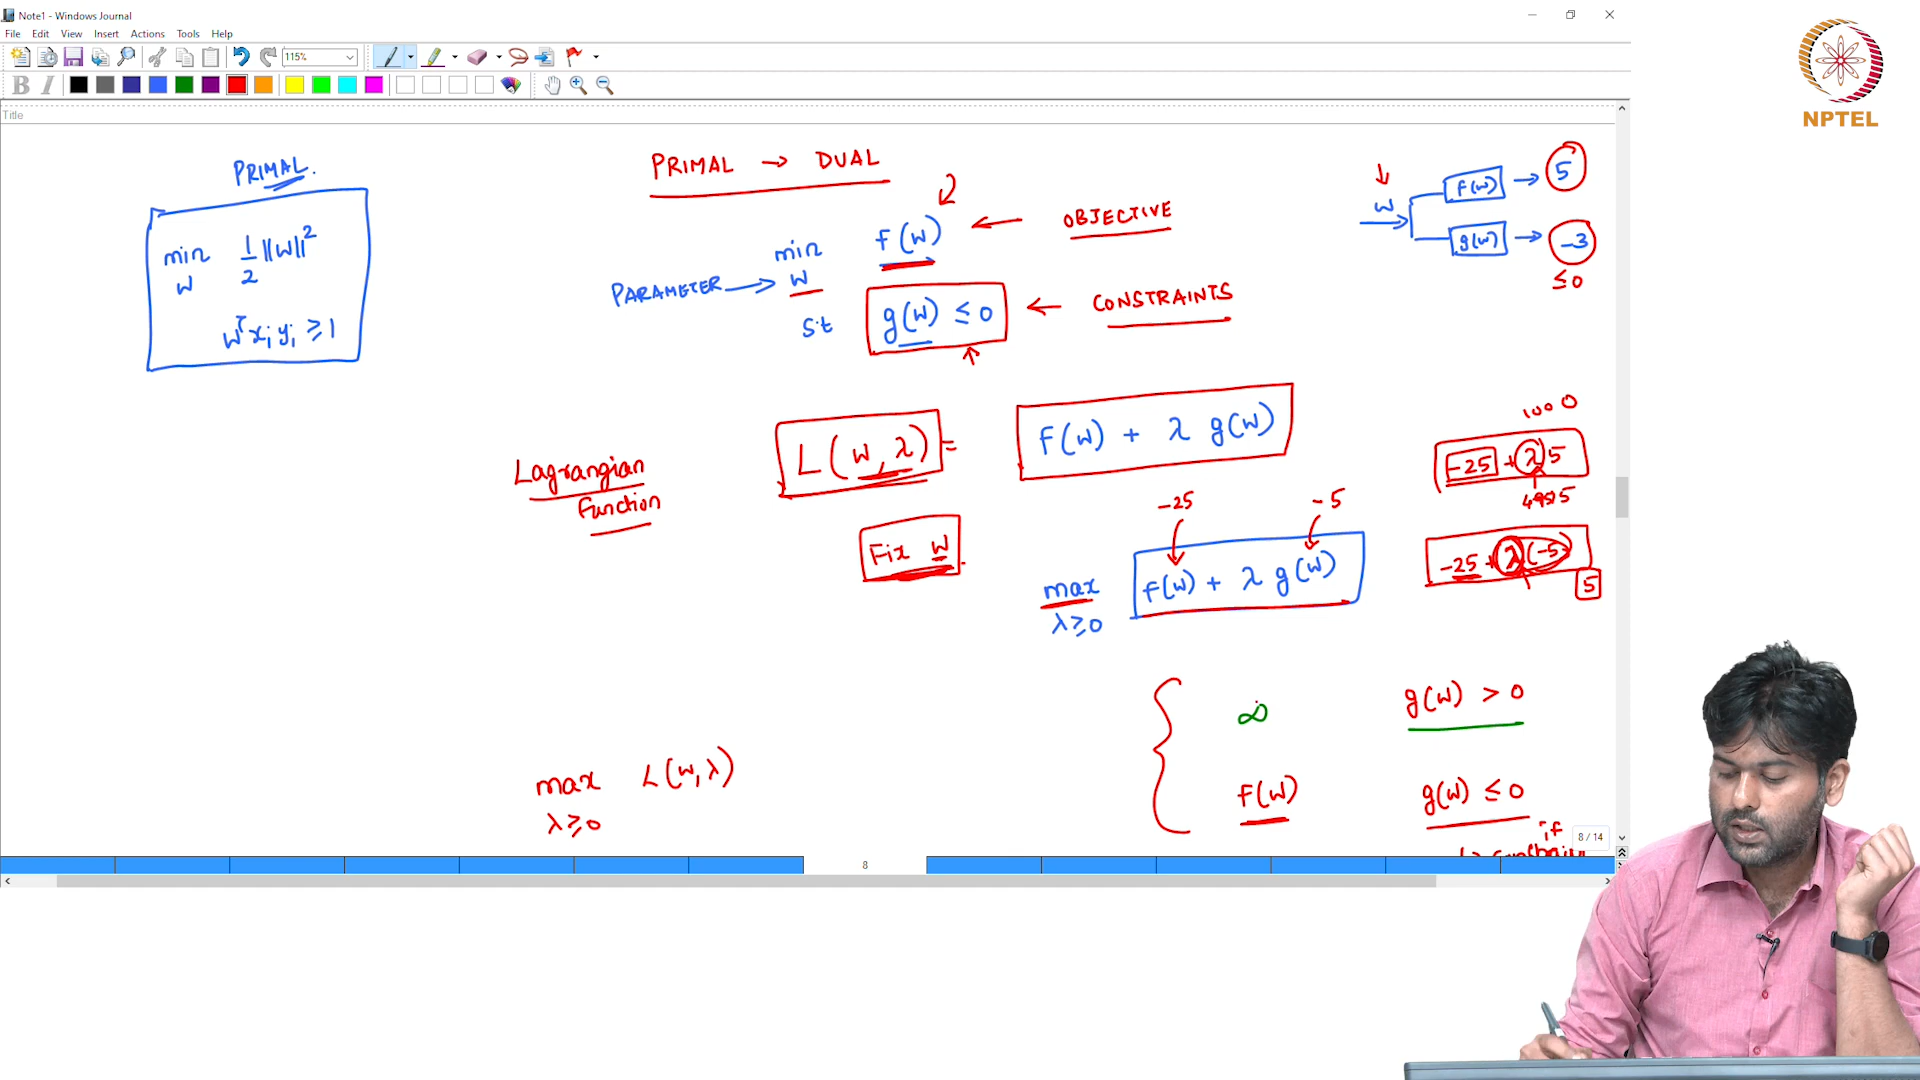 Note1 - Windows Journal
File Edit View Insert Actions Tools Help
115%
B I
Title
NPTEL
PRIMAL.
min 1/2 ||w||²
w
wᵀxᵢyᵢ ≥ 1
PRIMAL → DUAL
min f(w) ← OBJECTIVE
PARAMETER → w
s.t g(w) ≤ 0 ← CONSTRAINTS
w f(w) → 5
g(w) → -3
≤0
Lagrangian Function
L(w, λ) = f(w) + λ g(w)
1000
-25 + λ 5
Fix w
-25 -5
max f(w) + λ g(w)
λ≥0
-25 + λ(-5)
5
∞ g(w) > 0
f(w) g(w) ≤ 0
if
max L(w,λ)
λ≥0
8 / 14
8